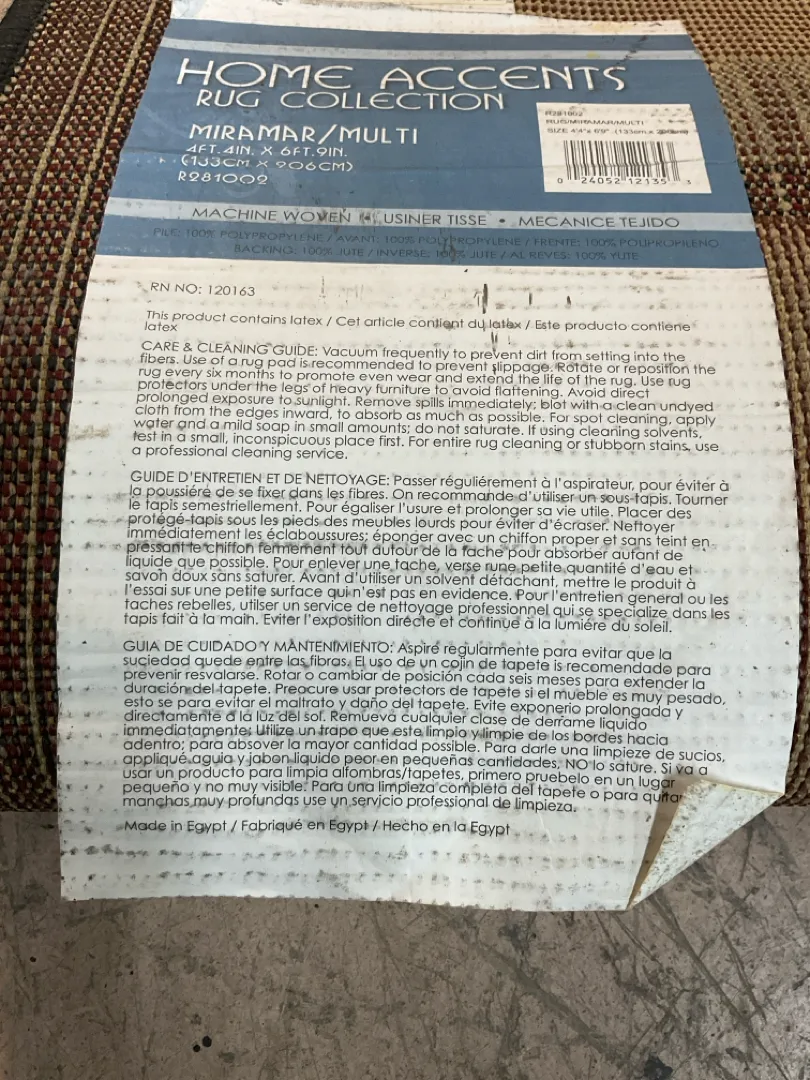 HOME ACCENTS
RUG COLLECTION
MIRAMAR/MULTI
4FT. 4IN. X 6FT. 9IN.
(133CM X 206CM)
R281002
R281002
RUG/MIRAMAR/MULTI
SIZE 4'4"x 6'9" (133cm x
0 24052 12135 3
MACHINE WOVEN • USINER TISSE • MECANICE TEJIDO
PILE: 100% POLYPROPYLENE / AVANT: 100% POLYPROPYLENE / FRENTE: 100% POLIPROPILENO
BACKING: 100% JUTE / INVERSE: 100% JUTE / AL REVES: 100% YUTE
RN NO: 120163
This product contains latex / Cet article contient du latex / Este producto contiene
latex
CARE & CLEANING GUIDE: Vacuum frequently to prevent dirt from setting into the
fibers. Use of a rug pad is recommended to prevent slippage. Rotate or reposition the
rug every six months to promote even wear and extend the life of the rug. Use rug
protectors under the legs of heavy furniture to avoid flattening. Avoid direct
prolonged exposure to sunlight. Remove spills immediately; blot with a clean undyed
cloth from the edges inward, to absorb as much as possible. For spot cleaning, apply
water and a mild soap in small amounts; do not saturate. If using cleaning solvents,
test in a small, inconspicuous place first. For entire rug cleaning or stubborn stains, use
a professional cleaning service.
GUIDE D'ENTRETIEN ET DE NETTOYAGE: Passer réguliérement à l'aspirateur, pour éviter à
la poussiéré de se fixer dans les fibres. On recommande d'utiliser un sous-tapis. Tourner
le tapis semestriellement. Pour égaliser l'usure et prolonger sa vie utile. Placer des
protégé-tapis sous les pieds des meubles lourds pour éviter d'écraser. Nettoyer
immédiatement les éclaboussures; éponger avec un chiffon proper et sans teint en
pressant le chiffon fermement tout autour de la tache pour absorber autant de
liquide que possible. Pour enlever une tache, verse rune petite quantité d'eau et
savon doux sans saturer. Avant d'utiliser un solvent détachant, mettre le produit à
l'essai sur une petite surface qui n'est pas en evidence. Pour l'entretien general ou les
taches rebelles, utilser un service de nettoyage professionnel qui se specialize dans les
tapis fait à la main. Eviter l'exposition dirécte et continue à la lumiére du soleil.
GUIA DE CUIDADO Y MANTENIMIENTO: Aspire regularmente para evitar que la
suciedad quede entre las fibras. El uso de un cojin de tapete is recomendado para
prevenir resvalarse. Rotar o cambiar de posición cada seis meses para extender la
duración del tapete. Preocure usar protectors de tapete si el mueble es muy pesado,
esto se para evitar el maltrato y daño del tapete. Evite exponerio prolongada y
directamente a la luz del sol. Remueva cualquier clase de derrame liquido
immediatamente; Utilize un trapo que este limpio y limpie de los bordes hacia
adentro; para absover la mayor cantidad possible. Para darle una limpieze de sucios,
appliqué agua y jabon liquido peor en pequeñas cantidades, NO lo sature. Si va a
usar un producto para limpia alfombras/tapetes, primero pruebelo en un lugar
pequeño y no muy visible. Para una limpieza completa del tapete o para quitar
manchas muy profundas use un servicio professional de limpieza.
Made in Egypt / Fabriqué en Egypt / Hecho en la Egypt